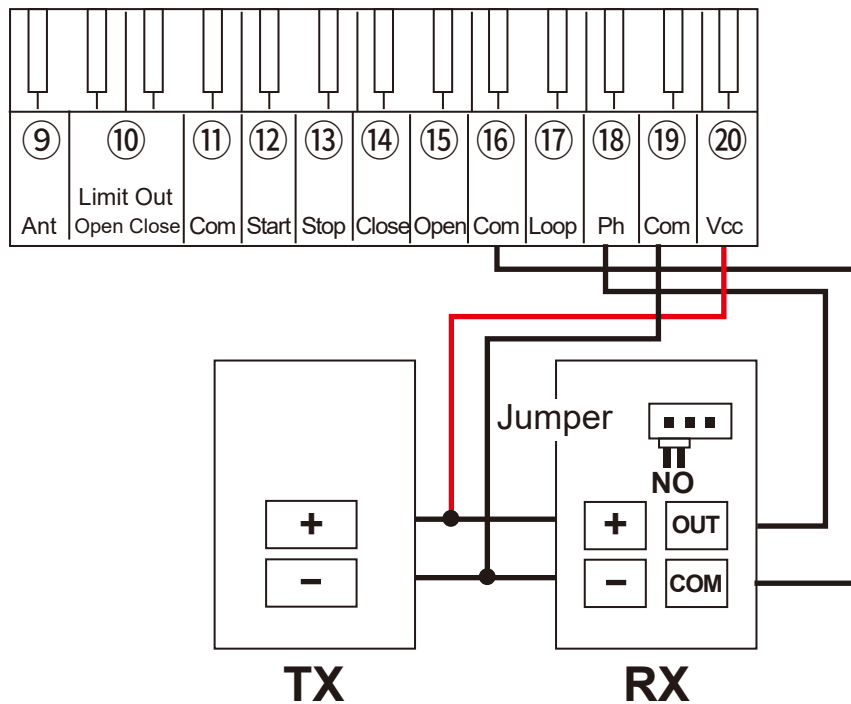 ⑨ ⑩ ⑪ ⑫ ⑬ ⑭ ⑮ ⑯ ⑰ ⑱ ⑲ ⑳
Limit Out
Ant Open Close Com Start Stop Close Open Com Loop Ph Com Vcc
Jumper
NO
+ + OUT
− − COM
TX RX